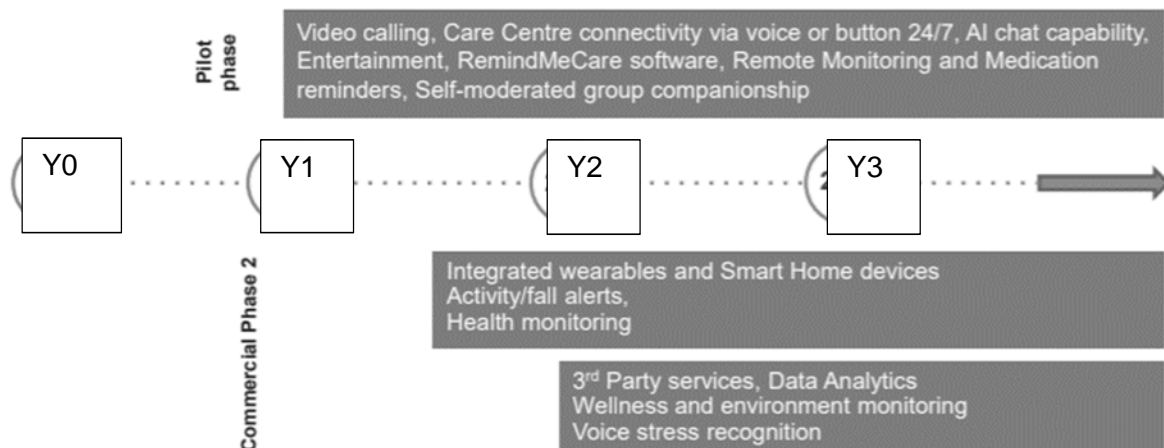 Pilot
phase
Video calling, Care Centre connectivity via voice or button 24/7, AI chat capability,
Entertainment, RemindMeCare software, Remote Monitoring and Medication
reminders, Self-moderated group companionship
Y0
Y1
Y2
Y3
Commercial Phase 2
Integrated wearables and Smart Home devices
Activity/fall alerts,
Health monitoring
3rd Party services, Data Analytics
Wellness and environment monitoring
Voice stress recognition